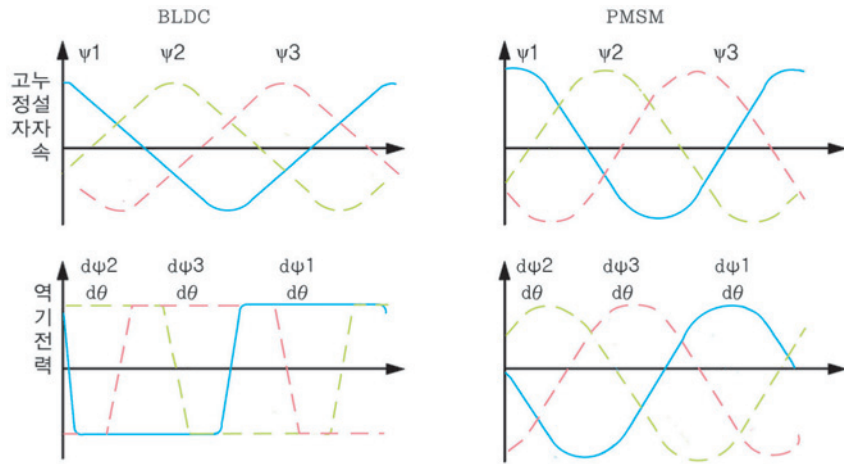 BLDC
ψ1 ψ2 ψ3
고누
정설
자자
속
PMSM
ψ1 ψ2 ψ3
dψ2 dψ3 dψ1
dθ dθ dθ
역
기
전
력
dψ2 dψ3 dψ1
dθ dθ dθ